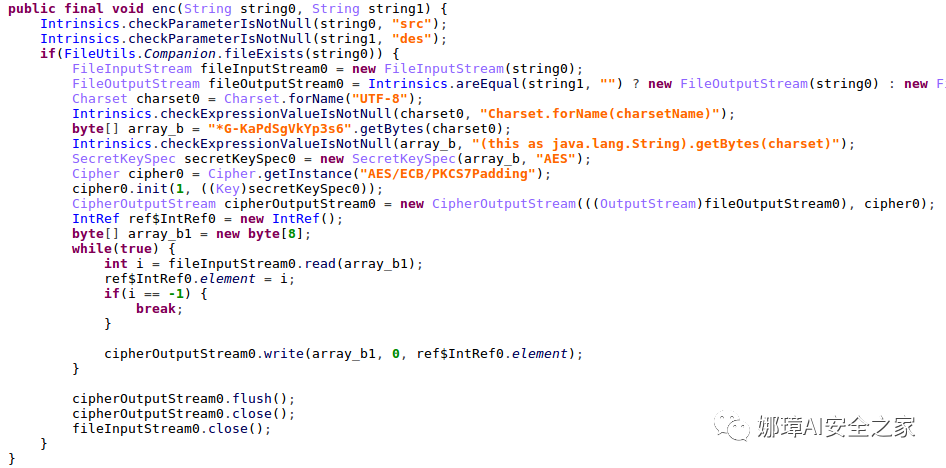 public final void enc(String string0, String string1) {
    Intrinsics.checkParameterIsNotNull(string0, "src");
    Intrinsics.checkParameterIsNotNull(string1, "des");
    if(FileUtils.Companion.fileExists(string0)) {
        FileInputStream fileInputStream0 = new FileInputStream(string0);
        FileOutputStream fileOutputStream0 = Intrinsics.areEqual(string1, "") ? new FileOutputStream(string0) : new Fi
        Charset charset0 = Charset.forName("UTF-8");
        Intrinsics.checkExpressionValueIsNotNull(charset0, "Charset.forName(charsetName)");
        byte[] array_b = "*G-KaPdSgVkYp3s6".getBytes(charset0);
        Intrinsics.checkExpressionValueIsNotNull(array_b, "(this as java.lang.String).getBytes(charset)");
        SecretKeySpec secretKeySpec0 = new SecretKeySpec(array_b, "AES");
        Cipher cipher0 = Cipher.getInstance("AES/ECB/PKCS7Padding");
        cipher0.init(1, ((Key)secretKeySpec0));
        CipherOutputStream cipherOutputStream0 = new CipherOutputStream(((OutputStream)fileOutputStream0), cipher0);
        IntRef ref$IntRef0 = new IntRef();
        byte[] array_b1 = new byte[8];
        while(true) {
            int i = fileInputStream0.read(array_b1);
            ref$IntRef0.element = i;
            if(i == -1) {
                break;
            }
            cipherOutputStream0.write(array_b1, 0, ref$IntRef0.element);
        }
        cipherOutputStream0.flush();
        cipherOutputStream0.close();
        fileInputStream0.close();
    }
}
娜璋AI安全之家